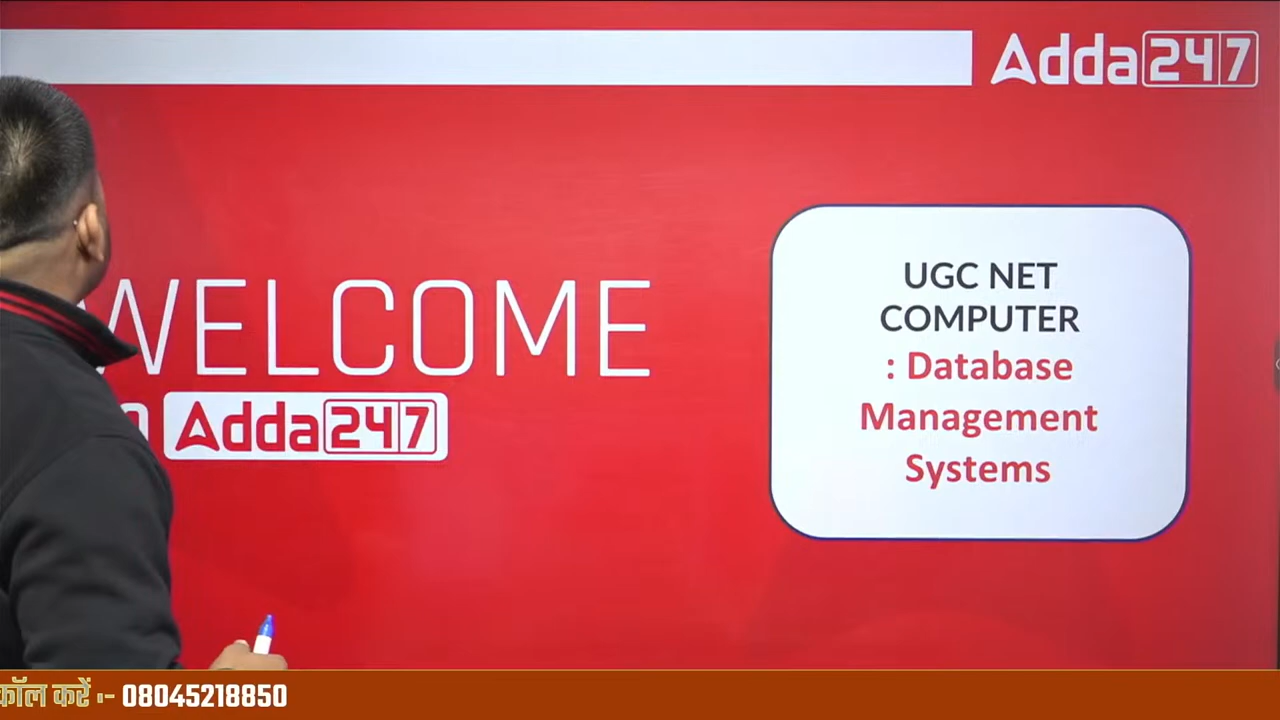 Adda247
WELCOME
Adda247
UGC NET
COMPUTER
: Database
Management
Systems
कॉल करें :- 08045218850